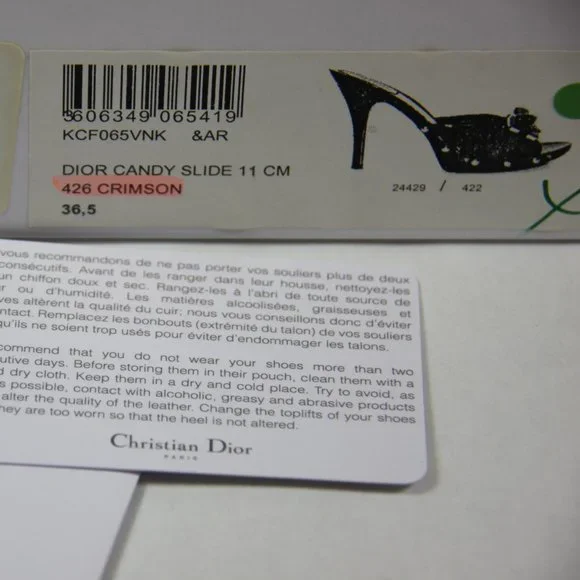 3606349 065419
KCF065VNK &AR
DIOR CANDY SLIDE 11 CM
426 CRIMSON
36,5
24429 / 422
vous recommandons de ne pas porter vos souliers plus de deux
consécutifs. Avant de les ranger dans leur housse, nettoyez-les
un chiffon doux et sec. Rangez-les à l'abri de toute source de
ou d'humidité. Les matières alcoolisées, graisseuses et
altèrent la qualité du cuir; nous vous conseillons donc d'éviter
Remplacez les bonbouts (extrémité du talon) de vos souliers
qu'ils ne soient trop usés pour éviter d'endommager les talons.
that you do not wear your shoes more than two
days. Before storing them in their pouch, clean them with a
dry cloth. Keep them in a dry and cold place. Try to avoid, as
possible, contact with alcoholic, greasy and abrasive products
alter the quality of the leather. Change the toplifts of your shoes
they are too worn so that the heel is not altered.
Christian Dior
PARIS